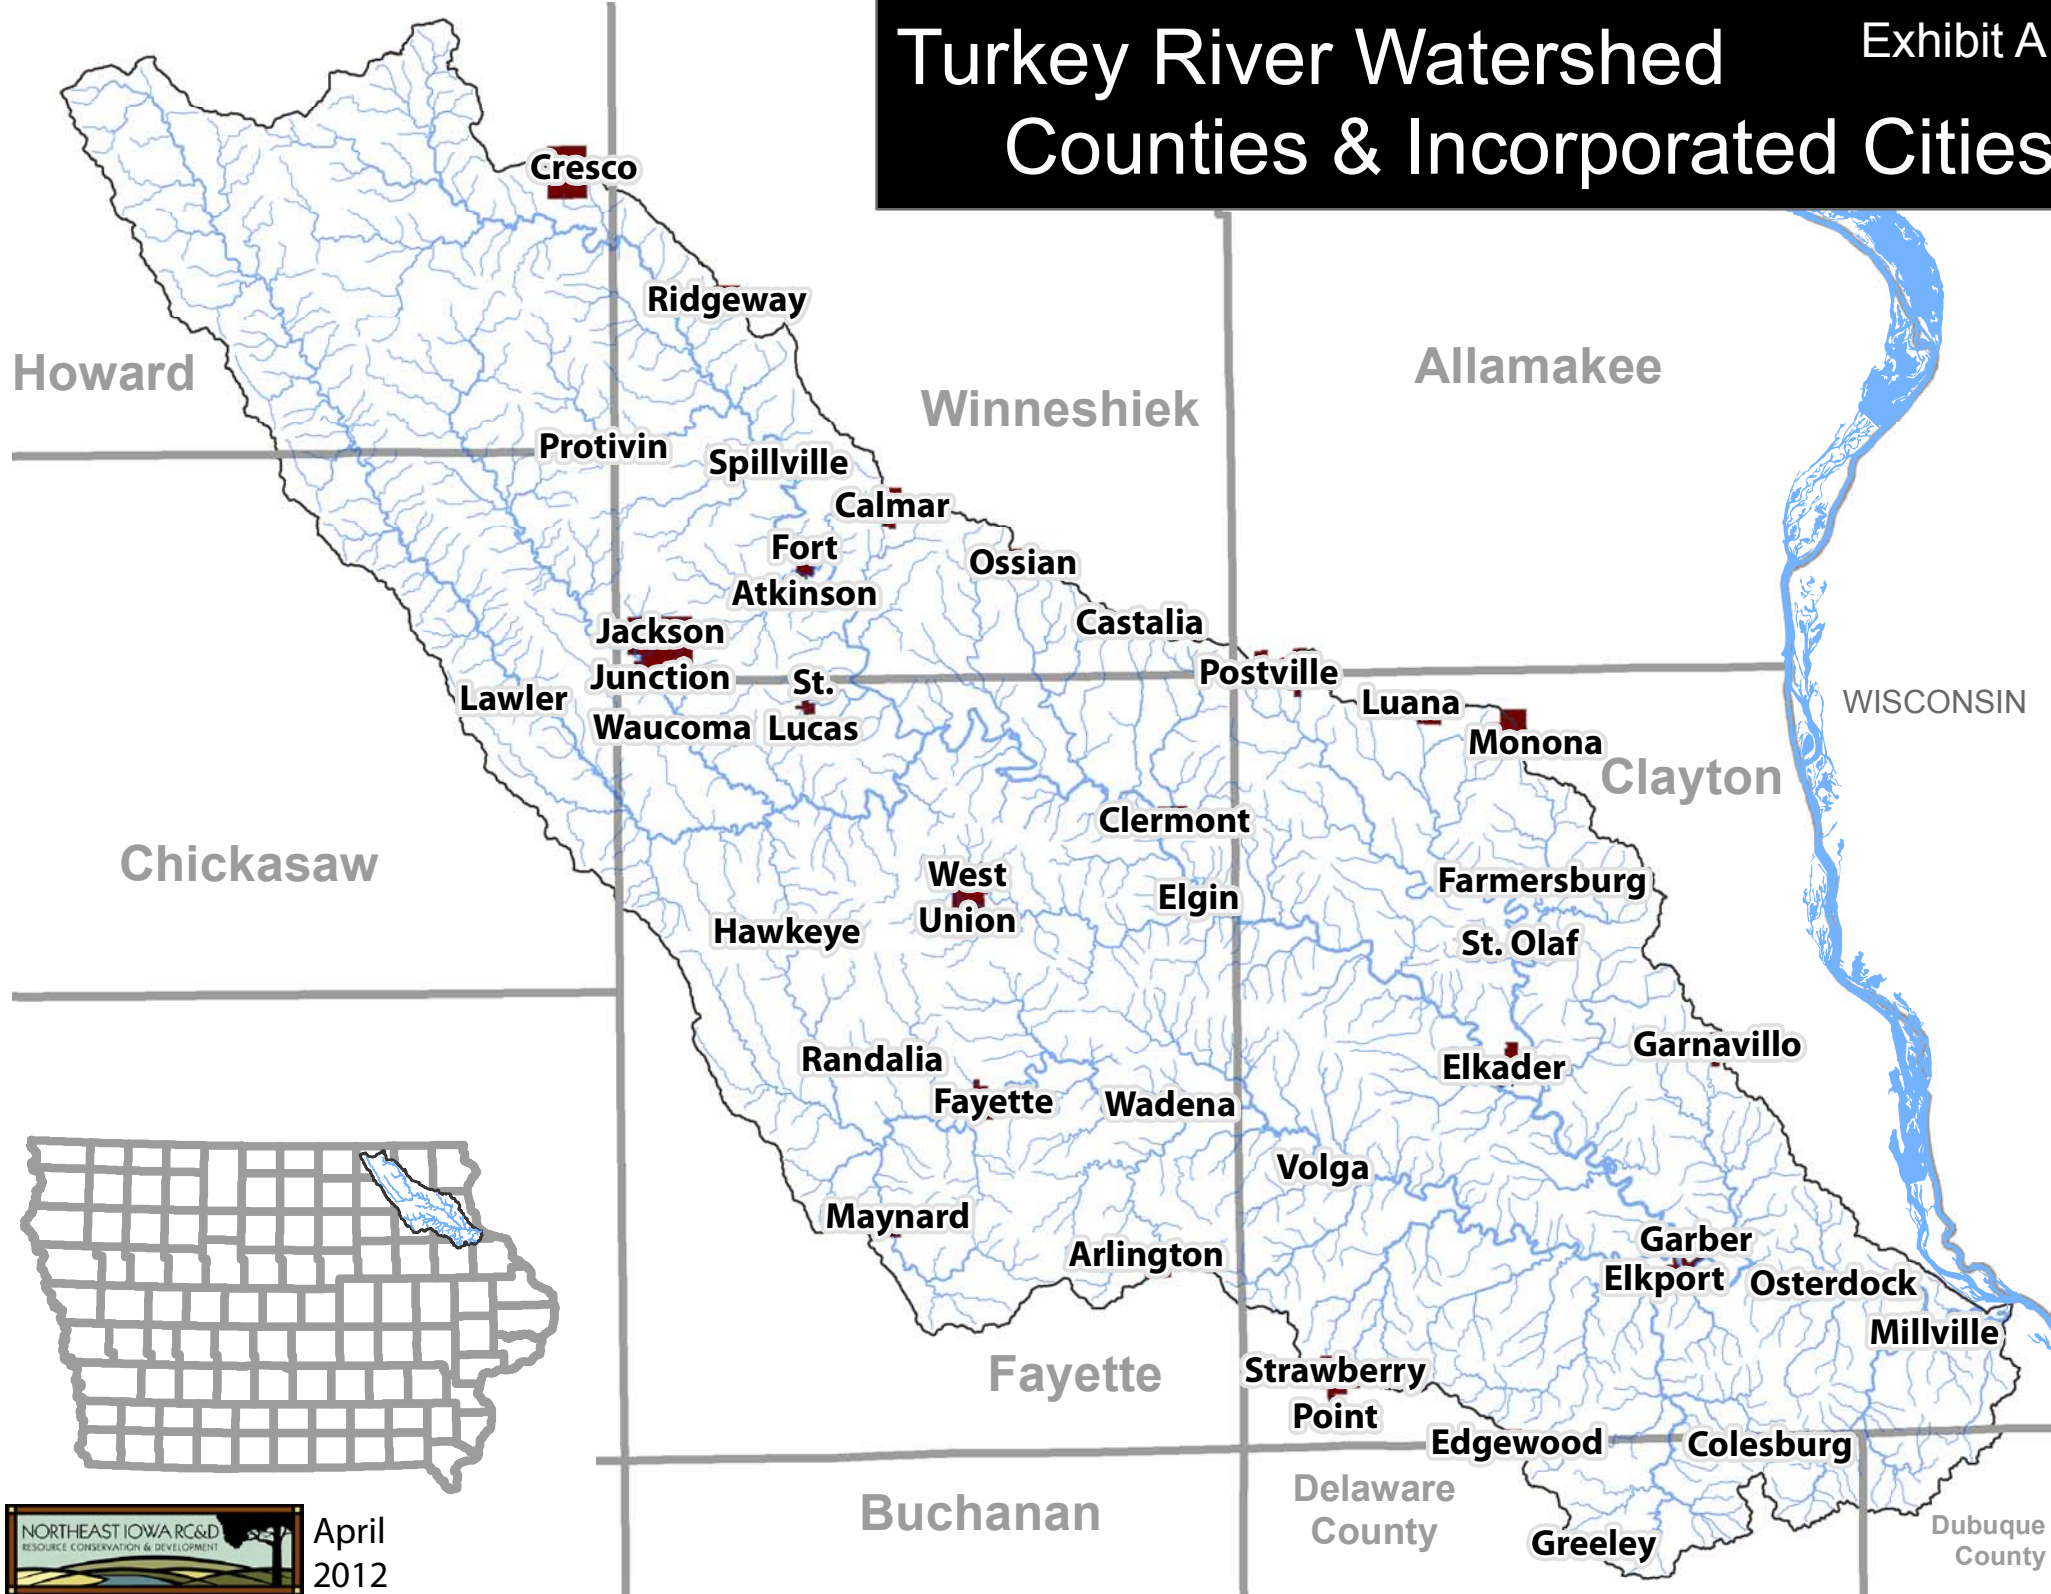 Turkey River Watershed
Exhibit A
Counties & Incorporated Cities
Cresco
Ridgeway
Howard
Winneshiek
Allamakee
Protivin
Spillville
Calmar
Fort
Atkinson
Ossian
Castalia
Jackson
Junction
St.
Lucas
Postville
Lawler
Waucoma
Luana
Monona
WISCONSIN
Clayton
Clermont
Chickasaw
West
Union
Elgin
Farmersburg
Hawkeye
St. Olaf
Randalia
Elkader
Garnavillo
Fayette
Wadena
Volga
Maynard
Arlington
Garber
Elkport
Osterdock
Millville
Fayette
Strawberry
Point
Edgewood
Colesburg
Buchanan
Delaware
County
Greeley
Dubuque
County
NORTHEAST IOWA RC&D
RESOURCE CONSERVATION & DEVELOPMENT
April
2012